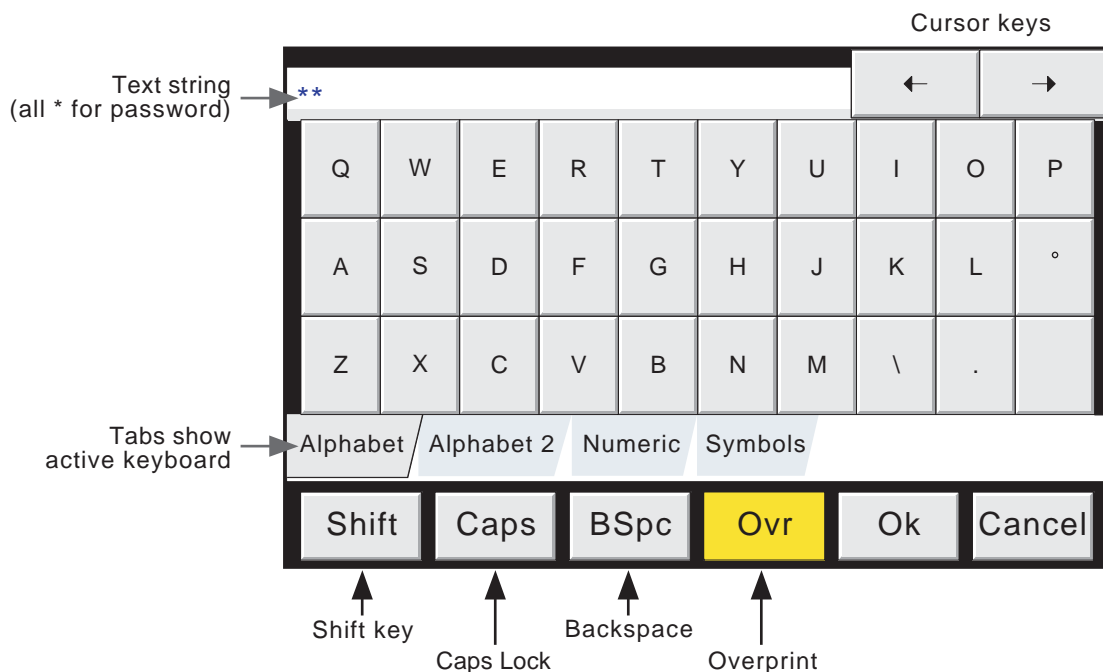 Cursor keys
Text string
(all * for password)
**
← →
Q W E R T Y U I O P
A S D F G H J K L °
Z X C V B N M \ .
Tabs show
active keyboard
Alphabet Alphabet 2 Numeric Symbols
Shift Caps BSpc Ovr Ok Cancel
Shift key Backspace
Caps Lock Overprint